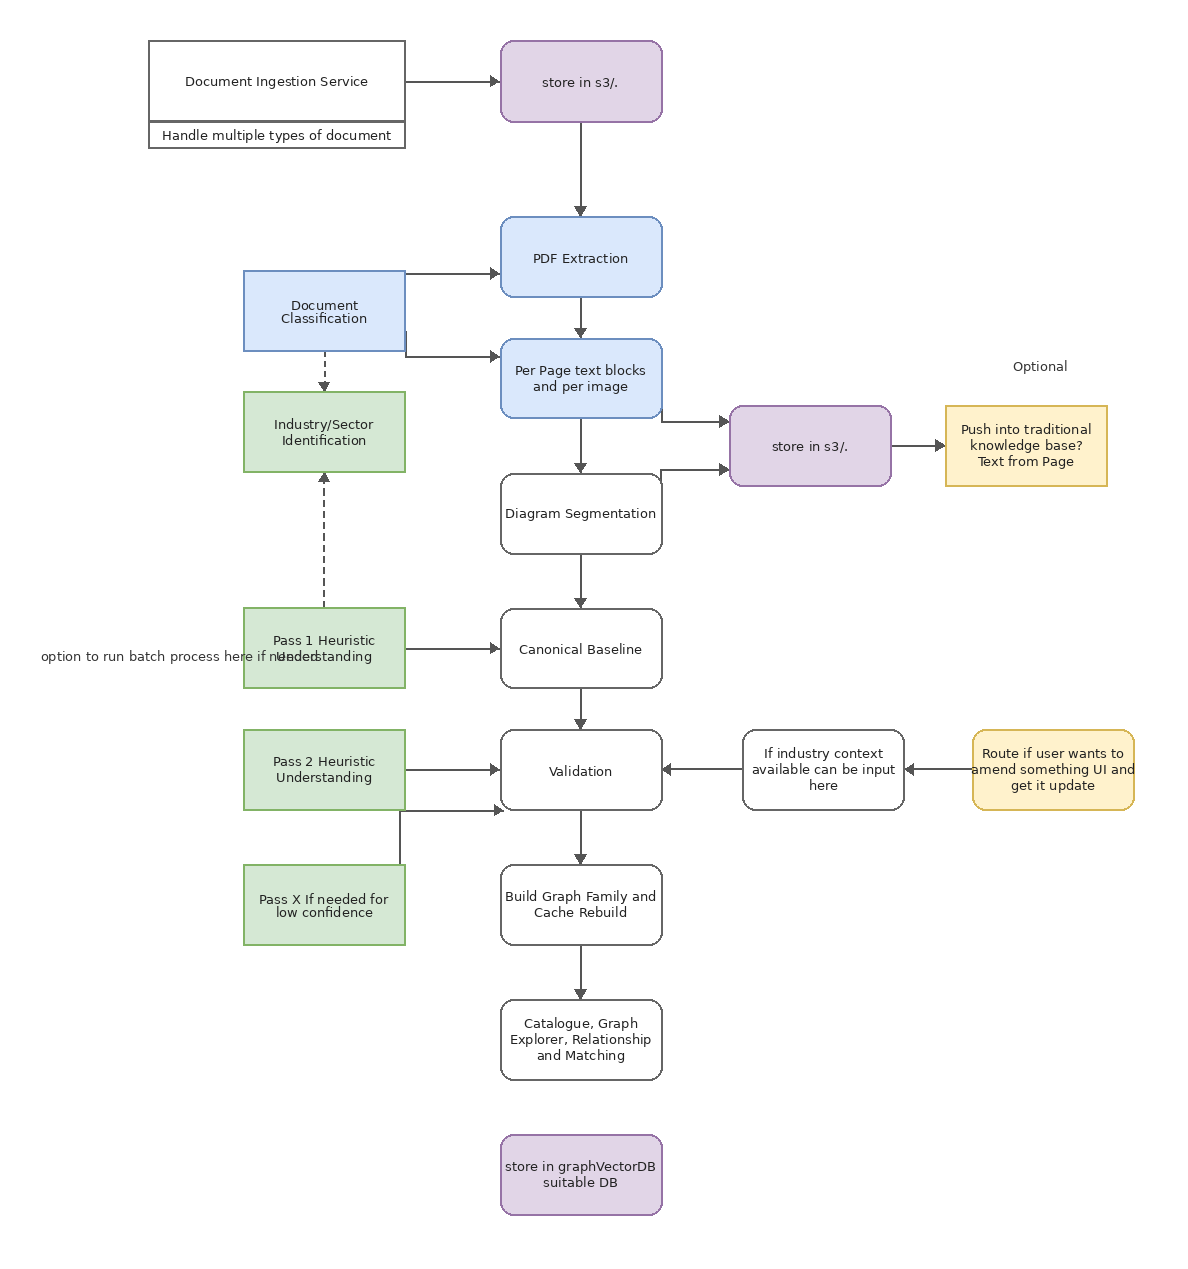 Document Ingestion Service
Handle multiple types of document
store in s3/.
PDF Extraction
Document
Classification
Per Page text blocks
and per image
Optional
Industry/Sector
Identification
store in s3/.
Push into traditional
knowledge base?
Text from Page
Diagram Segmentation
Pass 1 Heuristic
Understanding
option to run batch process here if needed
Canonical Baseline
Pass 2 Heuristic
Understanding
Validation
If industry context
available can be input
here
Route if user wants to
amend something UI and
get it update
Pass X If needed for
low confidence
Build Graph Family and
Cache Rebuild
Catalogue, Graph
Explorer, Relationship
and Matching
store in graphVectorDB
suitable DB